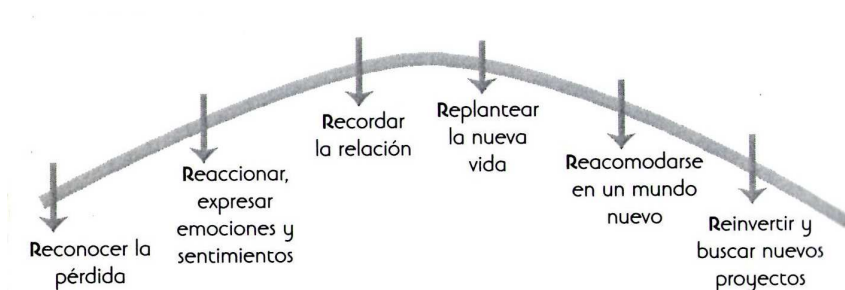 Reconocer la
pérdida
Reaccionar,
expresar
emociones y
sentimientos
Recordar
la relación
Replantear
la nueva
vida
Reacomodarse
en un mundo
nuevo
Reinvertir y
buscar nuevos
proyectos